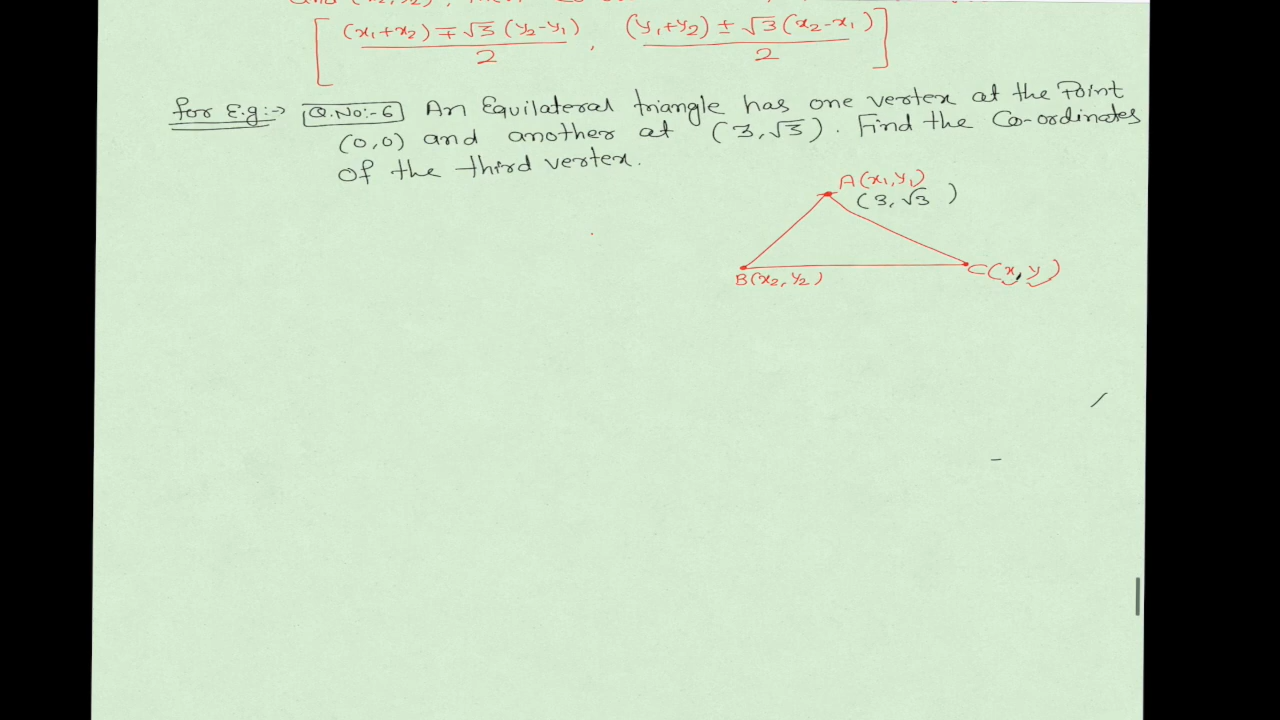 [ (x₁+x₂) ∓ √3 (y₂-y₁) / 2 , (y₁+y₂) ± √3 (x₂-x₁) / 2 ]
for E.g:→ Q.No:-6 An Equilateral triangle has one vertex at the Point
(0,0) and another at (3,√3). Find the Co-ordinates
of the third vertex.
A(x₁,y₁)
(3,√3 )
B(x₂,y₂)
C(x,y)